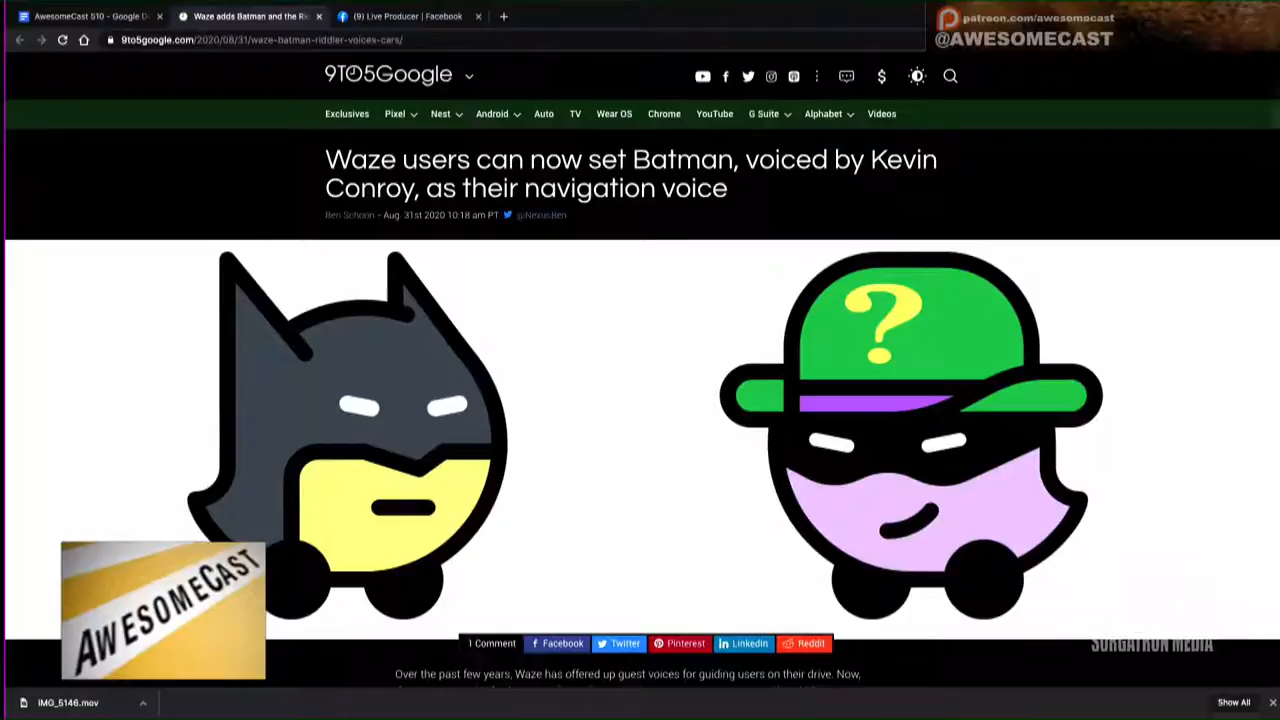 AwesomeCast 510 - Google D
Waze adds Batman and the Ri
(9) Live Producer | Facebook
patreon.com/awesomecast
@AWESOMECAST
9to5google.com/2020/08/31/waze-batman-riddler-voices-cars/
9TO5Google
Exclusives Pixel Nest Android Auto TV Wear OS Chrome YouTube G Suite Alphabet Videos
Waze users can now set Batman, voiced by Kevin
Conroy, as their navigation voice
Ben Schoon - Aug. 31st 2020 10:18 am PT @NexusBen
?
AWESOMECAST
1 Comment Facebook Twitter Pinterest LinkedIn Reddit
SORGATRON MEDIA
Over the past few years, Waze has offered up guest voices for guiding users on their drive. Now,
IMG_5146.mov
Show All